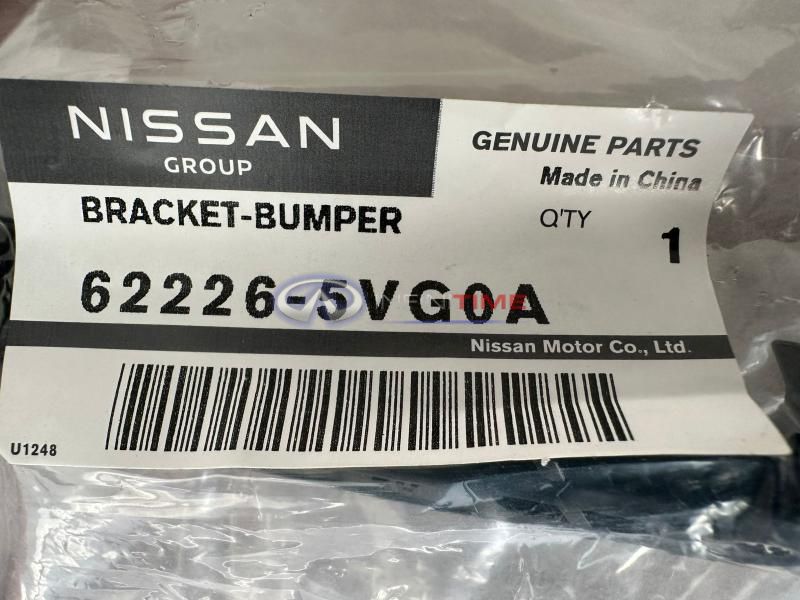 NISSAN
GROUP
GENUINE PARTS
Made in China
BRACKET-BUMPER
Q'TY
1
62226-5VG0A
Nissan Motor Co., Ltd.
U1248